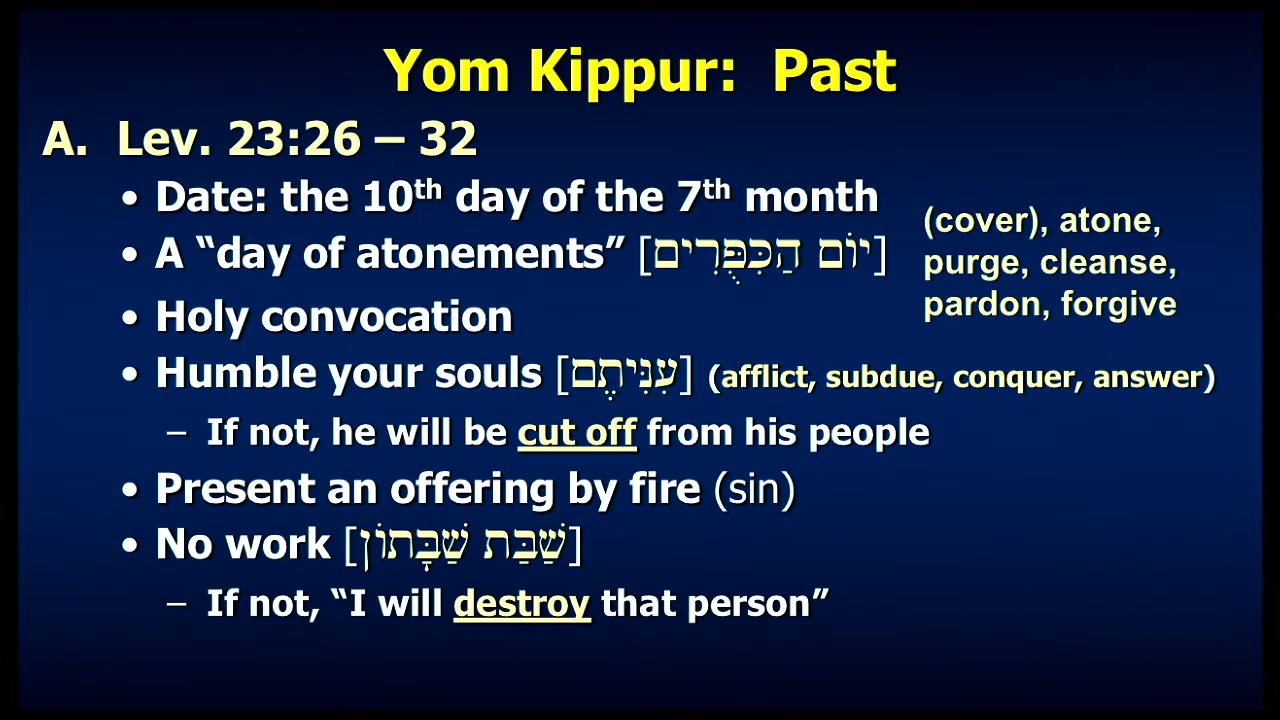 Yom Kippur: Past
A. Lev. 23:26 – 32
• Date: the 10th day of the 7th month
• A “day of atonements” [יוֹם הַכִּפֻּרִים]
(cover), atone,
purge, cleanse,
pardon, forgive
• Holy convocation
• Humble your souls [עִנִּיתֶם] (afflict, subdue, conquer, answer)
– If not, he will be cut off from his people
• Present an offering by fire (sin)
• No work [שַׁבַּת שַׁבָּתוֹן]
– If not, “I will destroy that person”